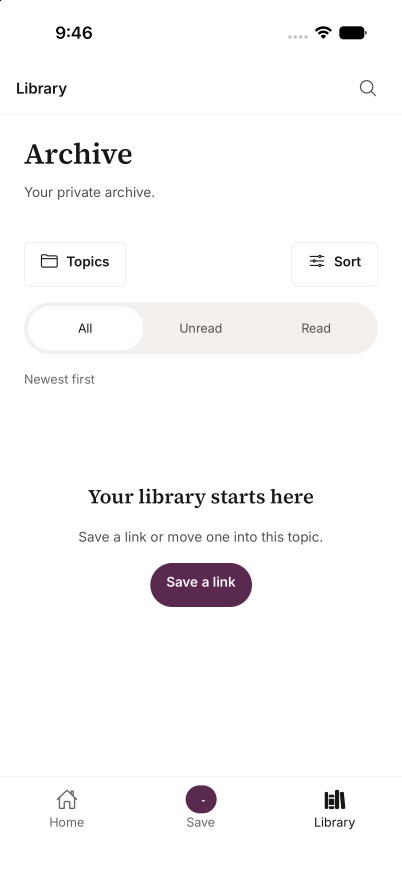 9:46
Library
Archive
Your private archive.
Topics
Sort
All
Unread
Read
Newest first
Your library starts here
Save a link or move one into this topic.
Save a link
Home
Save
Library